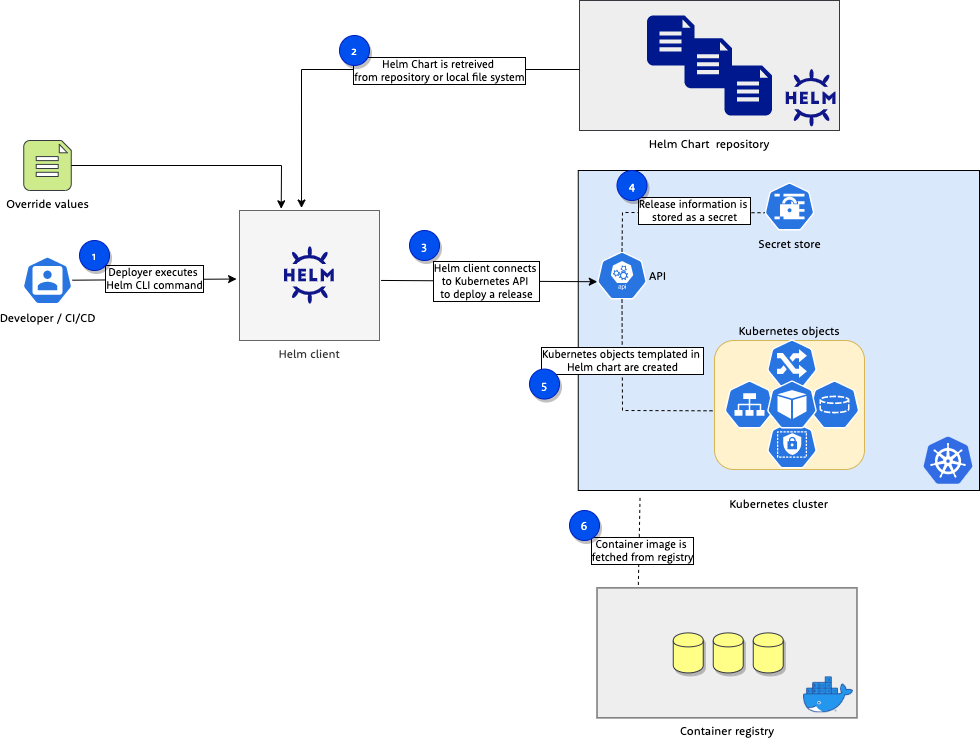 2
Helm Chart is retreived
from repository or local file system
HELM
Helm Chart  repository
Override values
4
Release information is
stored as a secret
Secret store
1
Deployer executes
Helm CLI command
Developer / CI/CD
HELM
Helm client
3
Helm client connects
to Kubernetes API
to deploy a release
api
API
Kubernetes objects
Kubernetes objects templated in
Helm chart are created
5
Kubernetes cluster
6
Container image is
fetched from registry
Container registry